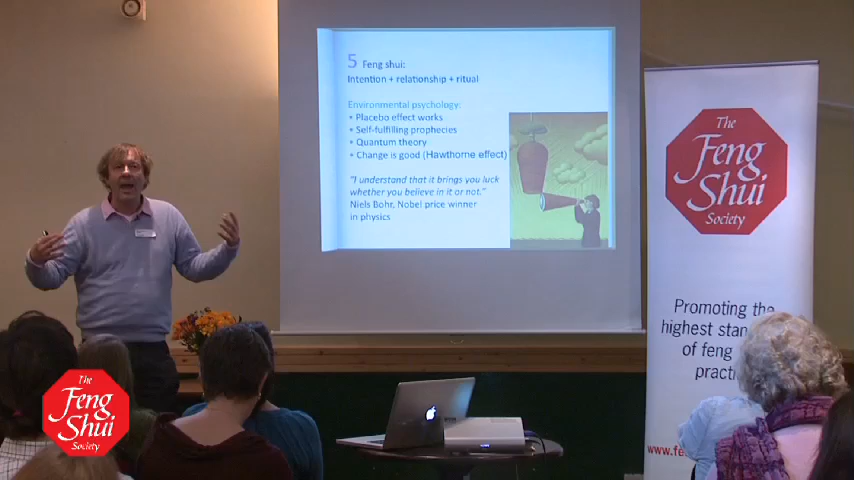 5 Feng shui:
Intention + relationship + ritual
Environmental psychology:
• Placebo effect works
• Self-fulfilling prophecies
• Quantum theory
• Change is good (Hawthorne effect)
"I understand that it brings you luck
whether you believe in it or not."
Niels Bohr, Nobel price winner
in physics
The
Feng
Shui
Society
Promoting the
highest stan
of feng
practi
www.fe
The
Feng
Shui
Society